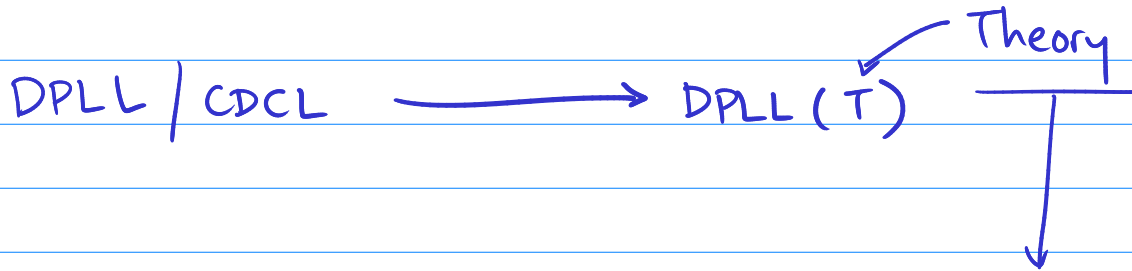 Theory
DPLL | CDCL → DPLL (T)